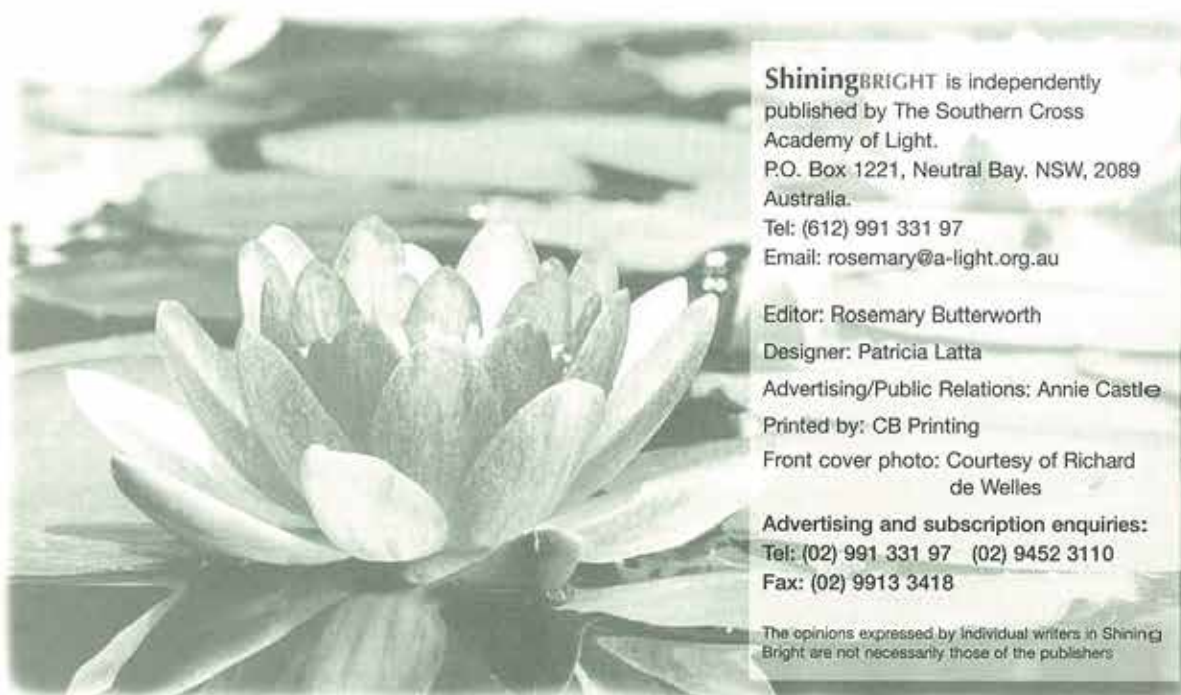 ShiningBRIGHT is independently
published by The Southern Cross
Academy of Light.
P.O. Box 1221, Neutral Bay. NSW, 2089
Australia.
Tel: (612) 991 331 97
Email: rosemary@a-light.org.au
Editor: Rosemary Butterworth
Designer: Patricia Latta
Advertising/Public Relations: Annie Castle
Printed by: CB Printing
Front cover photo: Courtesy of Richard
de Welles
Advertising and subscription enquiries:
Tel: (02) 991 331 97 (02) 9452 3110
Fax: (02) 9913 3418
The opinions expressed by individual writers in Shining
Bright are not necessarily those of the publishers